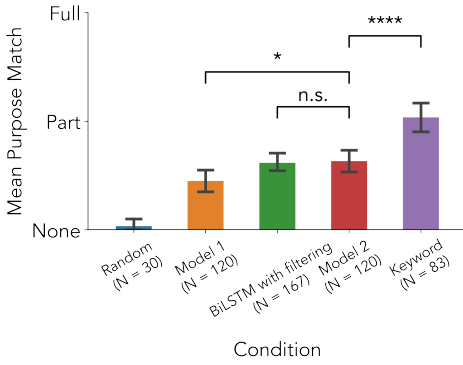 Full
Part
None
Mean Purpose Match
****
*
n.s.
Random
(N = 30)
Model 1
(N = 120)
BiLSTM with filtering
(N = 167)
Model 2
(N = 120)
Keyword
(N = 83)
Condition